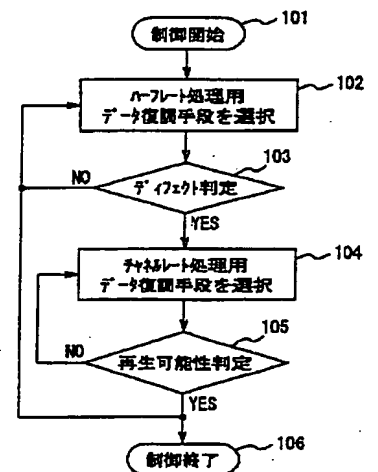 101
制御開始
102
ハーフレート処理用
データ復調手段を選択
103
NO
ディフェクト判定
YES
104
チャネルレート処理用
データ復調手段を選択
105
NO
再生可能性判定
YES
106
制御終了